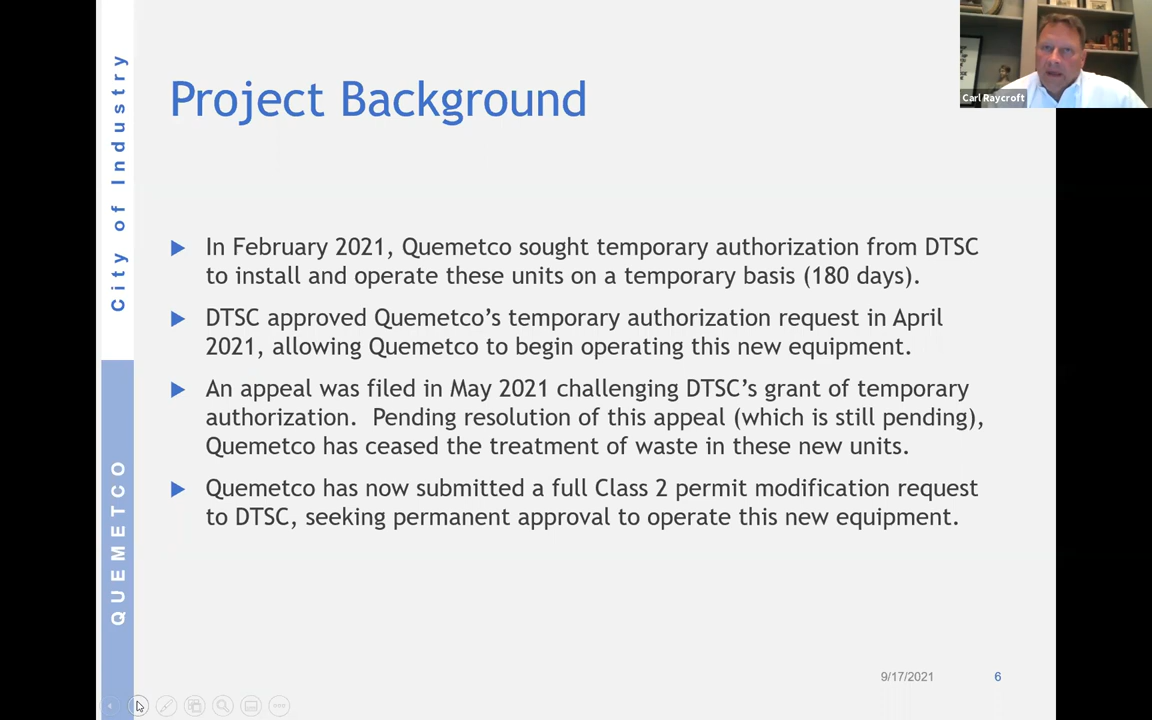 City of Industry
QUEMETCO
Project Background
In February 2021, Quemetco sought temporary authorization from DTSC
to install and operate these units on a temporary basis (180 days).
DTSC approved Quemetco’s temporary authorization request in April
2021, allowing Quemetco to begin operating this new equipment.
An appeal was filed in May 2021 challenging DTSC’s grant of temporary
authorization.  Pending resolution of this appeal (which is still pending),
Quemetco has ceased the treatment of waste in these new units.
Quemetco has now submitted a full Class 2 permit modification request
to DTSC, seeking permanent approval to operate this new equipment.
9/17/2021
6
Carl Raycroft